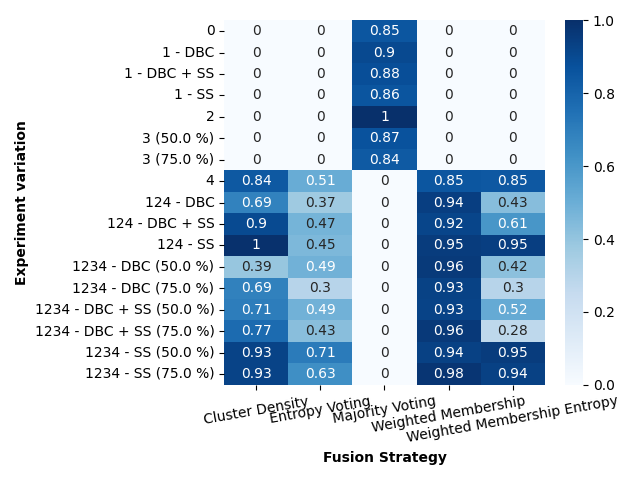 0 0 0 0.85 0 0
1 - DBC 0 0 0.9 0 0
1 - DBC + SS 0 0 0.88 0 0
1 - SS 0 0 0.86 0 0
2 0 0 1 0 0
3 (50.0 %) 0 0 0.87 0 0
3 (75.0 %) 0 0 0.84 0 0
4 0.84 0.51 0 0.85 0.85
124 - DBC 0.69 0.37 0 0.94 0.43
124 - DBC + SS 0.9 0.47 0 0.92 0.61
124 - SS 1 0.45 0 0.95 0.95
1234 - DBC (50.0 %) 0.39 0.49 0 0.96 0.42
1234 - DBC (75.0 %) 0.69 0.3 0 0.93 0.3
1234 - DBC + SS (50.0 %) 0.71 0.49 0 0.93 0.52
1234 - DBC + SS (75.0 %) 0.77 0.43 0 0.96 0.28
1234 - SS (50.0 %) 0.93 0.71 0 0.94 0.95
1234 - SS (75.0 %) 0.93 0.63 0 0.98 0.94
Experiment variation
Cluster Density
Entropy Voting
Majority Voting
Weighted Membership
Weighted Membership Entropy
Fusion Strategy
1.0
0.8
0.6
0.4
0.2
0.0